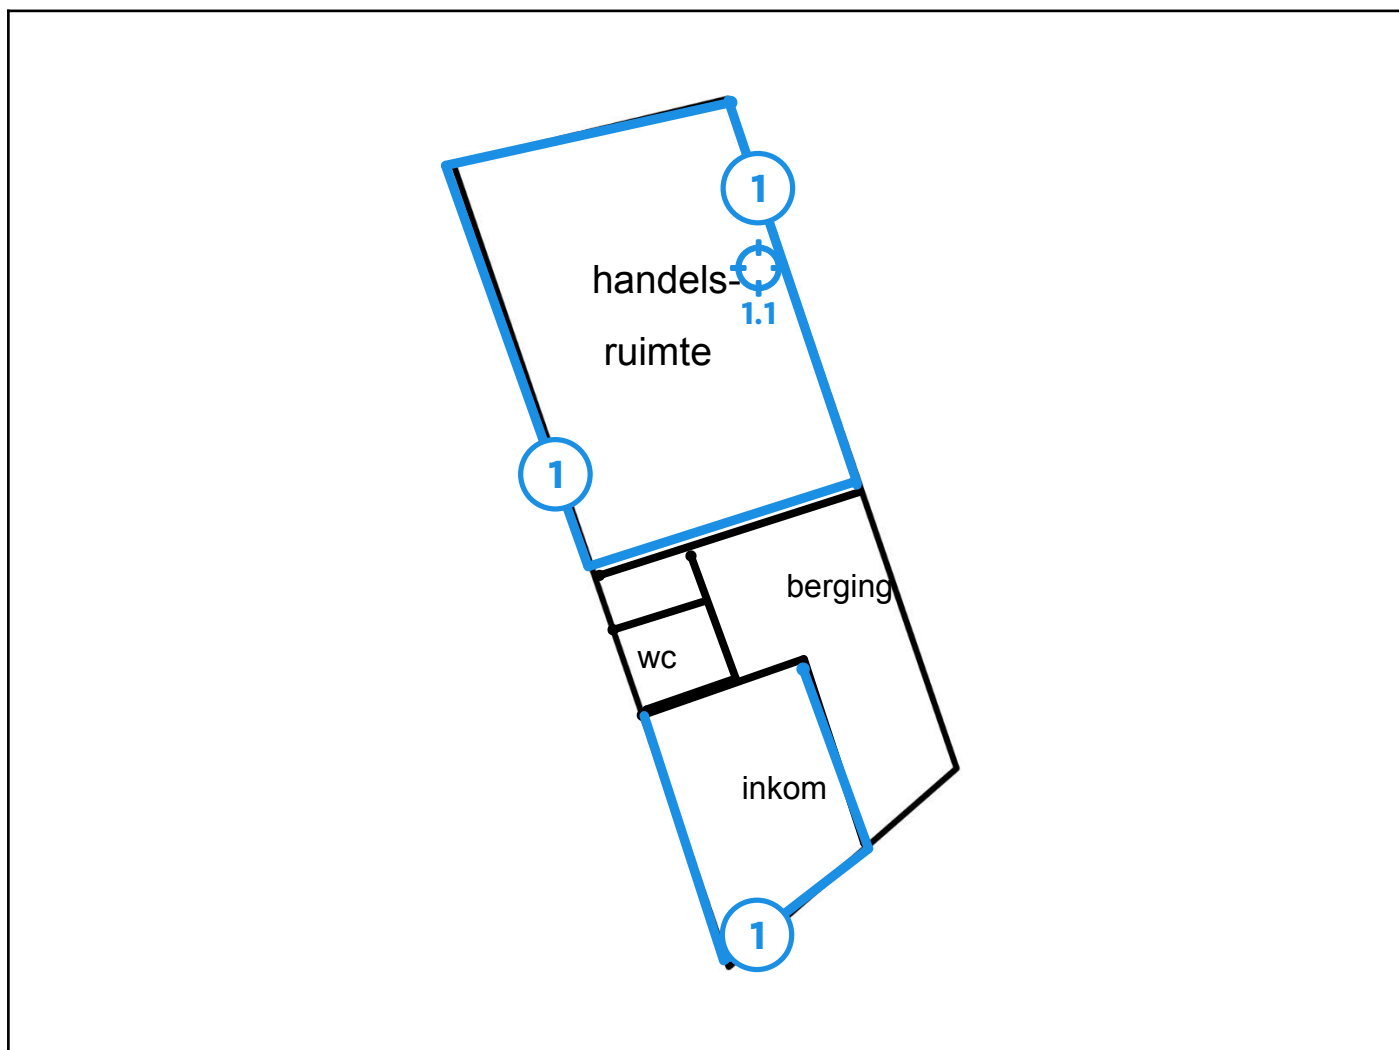 1
handels-
1.1
ruimte
1
berging
wc
inkom
1